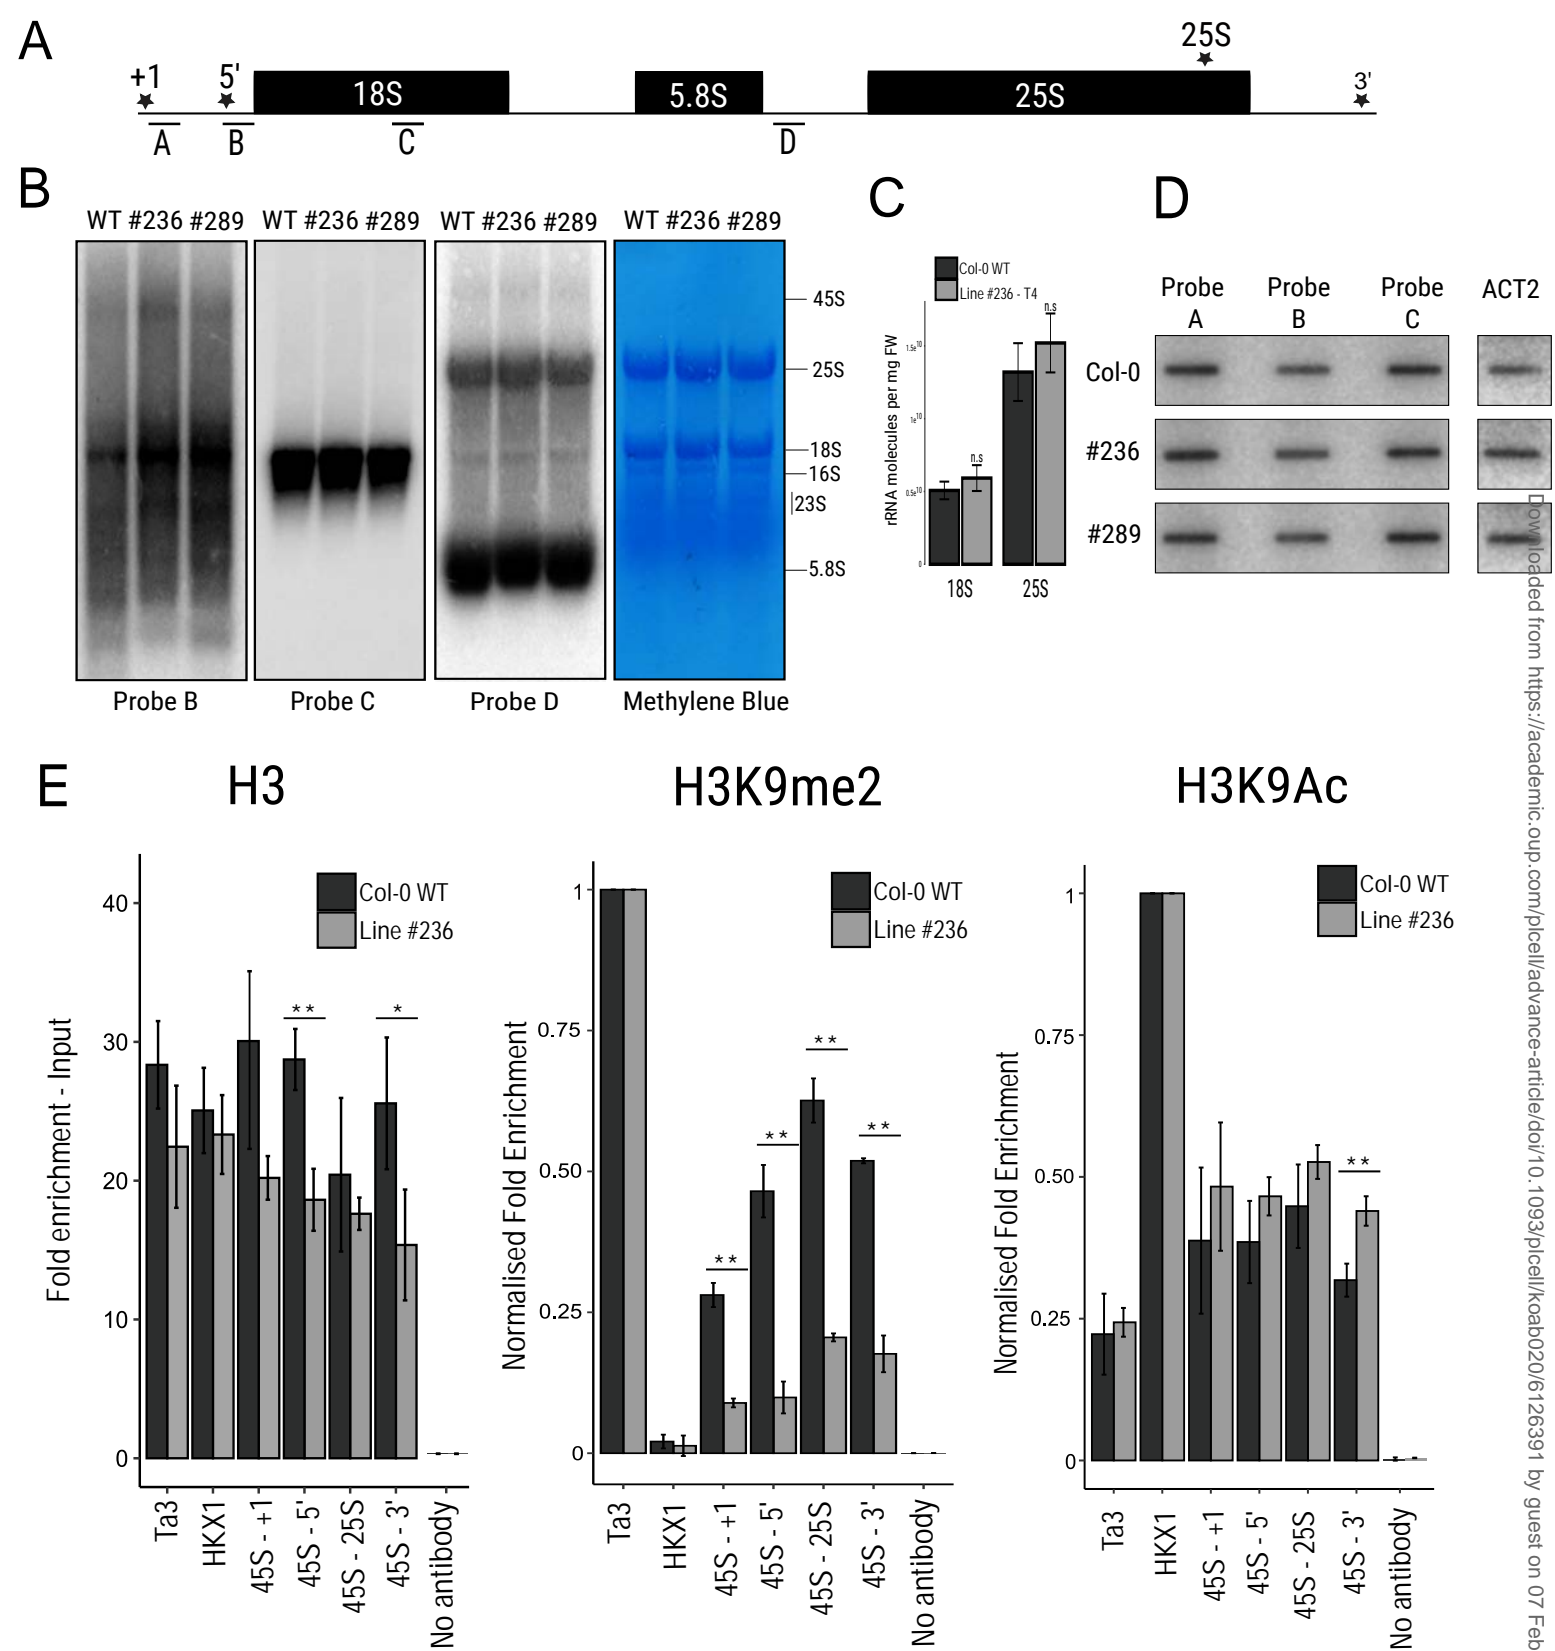 A
+1
5'
18S
5.8S
25S
25S
3'
A
B
C
D
B
WT #236 #289
WT #236 #289
WT #236 #289
WT #236 #289
45S
25S
18S
16S
23S
5.8S
Probe B
Probe C
Probe D
Methylene Blue
C
Col-0 WT
Line #236 - T4
rRNA molecules per mg FW
1.5e10
1e10
0.5e10
0
n.s
n.s
18S
25S
D
Probe A
Probe B
Probe C
ACT2
Col-0
#236
#289
E
H3
Fold enrichment - Input
40
30
20
10
0
Col-0 WT
Line #236
**
*
Ta3
HKX1
45S - +1
45S - 5'
45S - 25S
45S - 3'
No antibody
H3K9me2
Normalised Fold Enrichment
1
0.75
0.50
0.25
0
Col-0 WT
Line #236
**
**
**
**
Ta3
HKX1
45S - +1
45S - 5'
45S - 25S
45S - 3'
No antibody
H3K9Ac
Normalised Fold Enrichment
1
0.75
0.50
0.25
0
Col-0 WT
Line #236
**
Ta3
HKX1
45S - +1
45S - 5'
45S - 25S
45S - 3'
No antibody
Downloaded from https://academic.oup.com/plcell/advance-article/doi/10.1093/plcell/koab020/6126391 by guest on 07 Feb